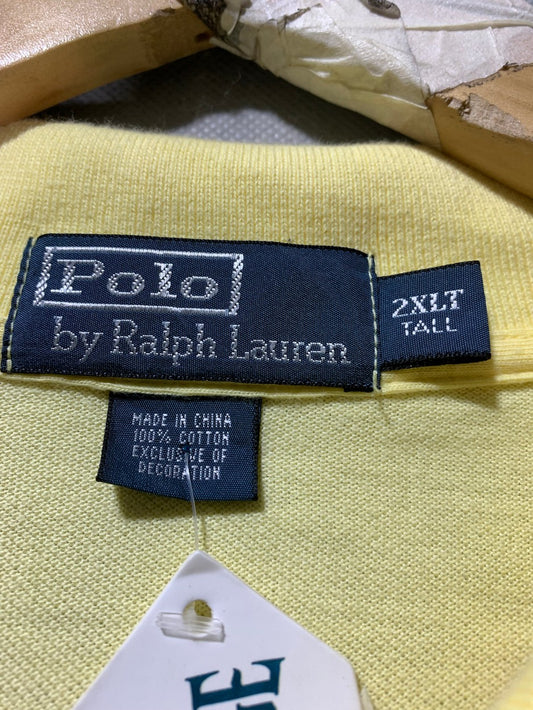 Polo
by Ralph Lauren
2XLT
TALL
MADE IN CHINA
100% COTTON
EXCLUSIVE OF
DECORATION